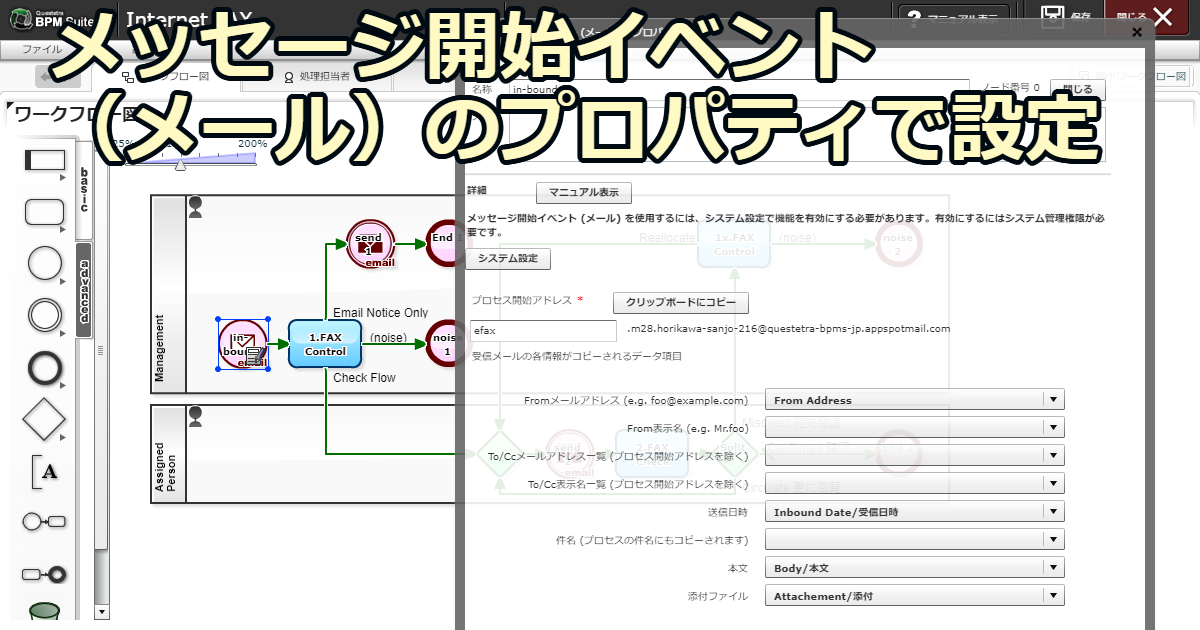 Questetra
BPM Suite
Internet FAX
マニュアル表示
保存
閉じる
メッセージ開始イベント
（メール）のプロパティで設定
ファイル
フロー図
処理担当者
フロー図
名称
in-bound
ノード番号 0
閉じる
ワークフロー図
25%
200%
basic
advanced
A
Management
Assigned
Person
send
1
email
End 1
Email Notice Only
in-
bound
email
1.FAX
Control
(noise)
noise
1
Check Flow
詳細
マニュアル表示
メッセージ開始イベント (メール) を使用するには、システム設定で機能を有効にする必要があります。有効にするにはシステム管理権限が必
要です。
Reallocate
1x.FAX
Control
(noise)
noise
2
システム設定
プロセス開始アドレス *
クリップボードにコピー
efax
.m28.horikawa-sanjo-216@questetra-bpms-jp.appspotmail.com
受信メールの各情報がコピーされるデータ項目
Fromメールアドレス (e.g. foo@example.com)
From Address
From表示名 (e.g. Mr.foo)
To/Ccメールアドレス一覧 (プロセス開始アドレスを除く)
send
2
email
2.FAX
Check
Split
To/Cc表示名一覧 (プロセス開始アドレスを除く)
送信日時
Inbound Date/受信日時
件名 (プロセスの件名にもコピーされます)
本文
Body/本文
添付ファイル
Attachement/添付